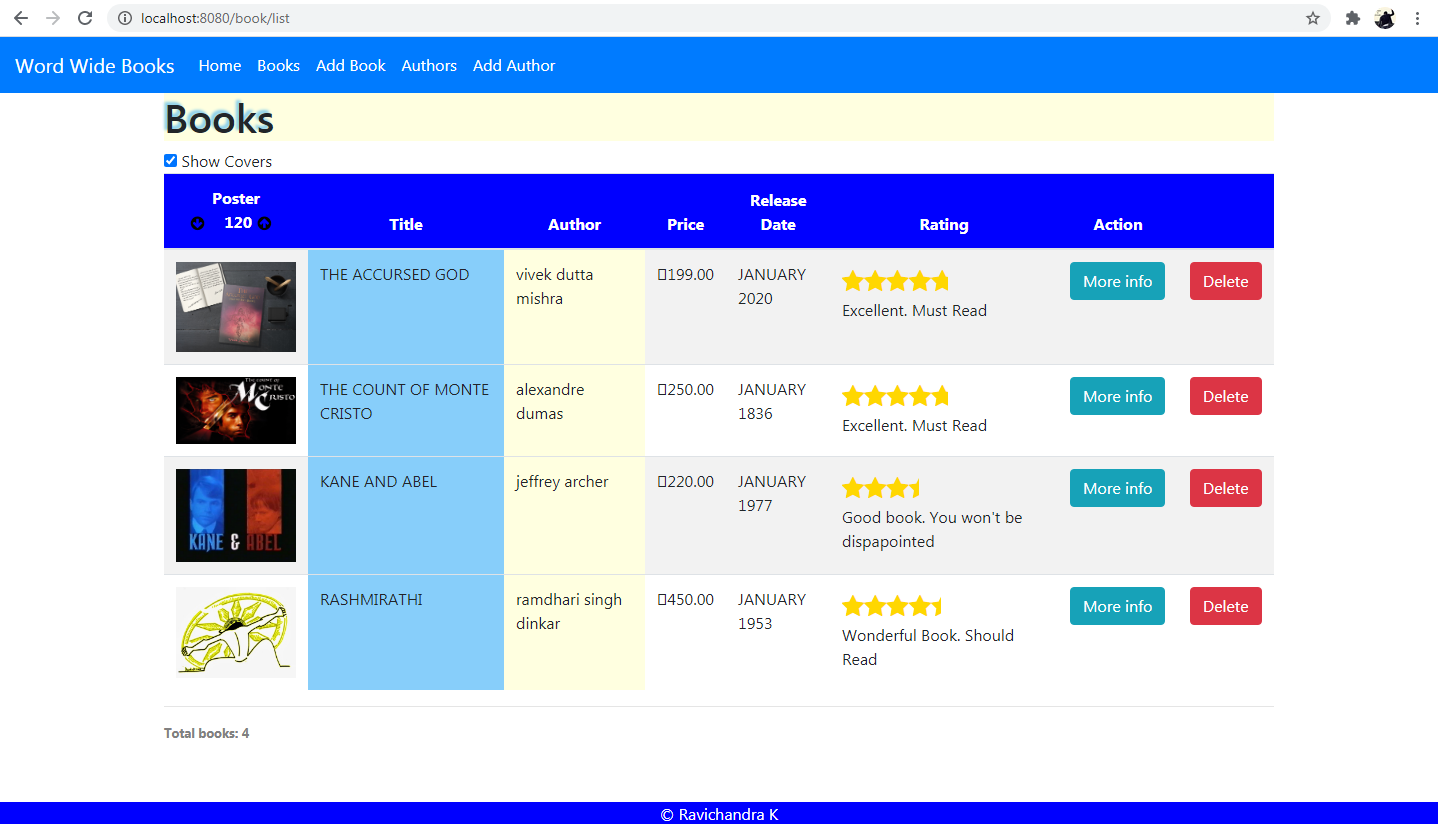 localhost:8080/book/list
Word Wide Books Home Books Add Book Authors Add Author
Books
Show Covers
Poster
120
Title
Author
Price
Release
Date
Rating
Action
THE ACCURSED GOD
vivek dutta
mishra
199.00
JANUARY
2020
Excellent. Must Read
More info
Delete
The count of
MONTE
CRISTO
THE COUNT OF MONTE
CRISTO
alexandre
dumas
250.00
JANUARY
1836
Excellent. Must Read
More info
Delete
KANE & ABEL
KANE AND ABEL
jeffrey archer
220.00
JANUARY
1977
Good book. You won't be
dispapointed
More info
Delete
RASHMIRATHI
ramdhari singh
dinkar
450.00
JANUARY
1953
Wonderful Book. Should
Read
More info
Delete
Total books: 4
© Ravichandra K